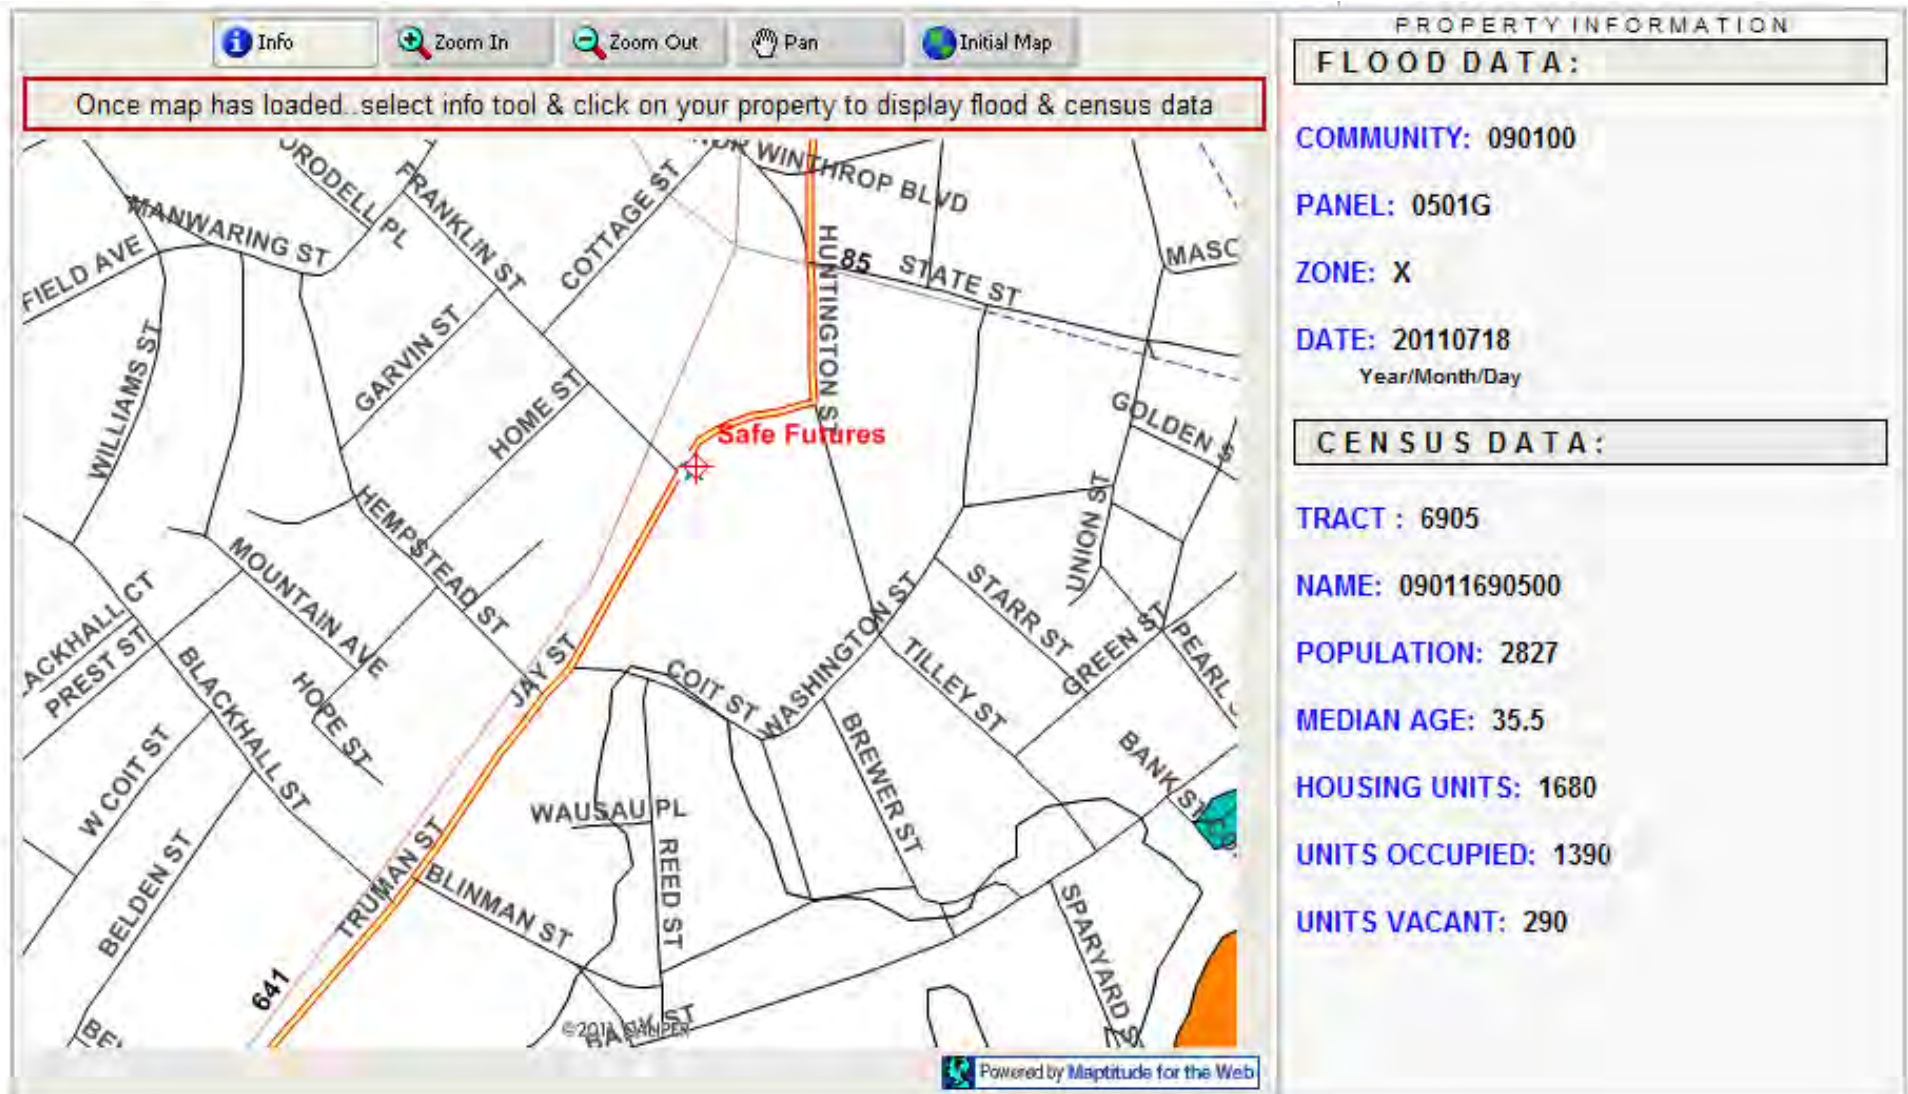 Info
Zoom In
Zoom Out
Pan
Initial Map
Once map has loaded..select info tool & click on your property to display flood & census data
WINTHROP BLVD
FRANKLIN ST
COTTAGE ST
PL
MANWARING ST
FIELD AVE
HUNTINGTON ST
85
STATE ST
WILLIAMS ST
GARVIN ST
HOME ST
Safe Futures
GOLDEN S
HEMPSTEAD ST
UNION ST
MOUNTAIN AVE
STARR ST
CT
PREST ST
GREEN ST
PEARL
JAY ST
COIT ST
WASHINGTON ST
TILLEY ST
BLACKHALL ST
HOPE ST
W COIT ST
BREWER ST
BANK ST
WAUSAU PL
REED ST
BELDEN ST
TRUMAN ST
BLINMAN ST
SPARYARD S
641
Powered by Maptitude for the Web
PROPERTY INFORMATION
FLOOD DATA:
COMMUNITY: 090100
PANEL: 0501G
ZONE: X
DATE: 20110718
Year/Month/Day
CENSUS DATA:
TRACT : 6905
NAME: 09011690500
POPULATION: 2827
MEDIAN AGE: 35.5
HOUSING UNITS: 1680
UNITS OCCUPIED: 1390
UNITS VACANT: 290